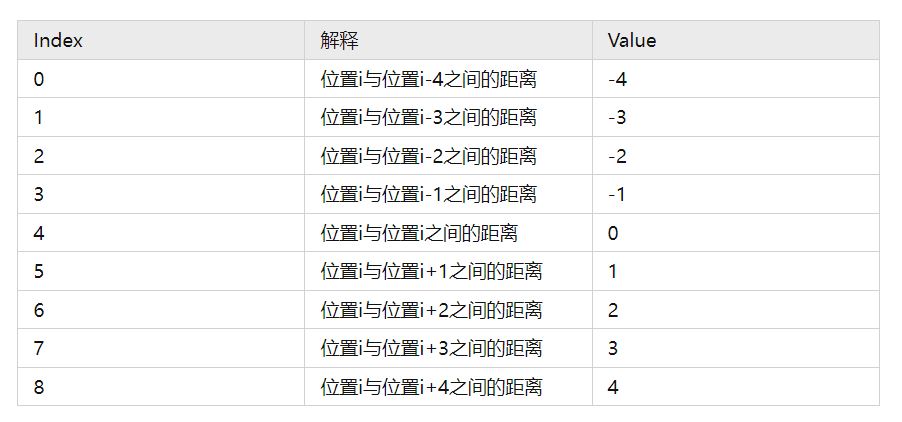 Index 解释 Value
0 位置i与位置i-4之间的距离 -4
1 位置i与位置i-3之间的距离 -3
2 位置i与位置i-2之间的距离 -2
3 位置i与位置i-1之间的距离 -1
4 位置i与位置i之间的距离 0
5 位置i与位置i+1之间的距离 1
6 位置i与位置i+2之间的距离 2
7 位置i与位置i+3之间的距离 3
8 位置i与位置i+4之间的距离 4